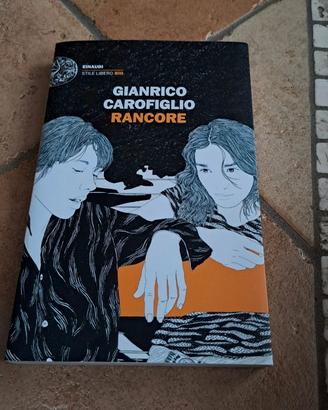 EINAUDI
STILE LIBERO BIG
GIANRICO
CAROFIGLIO
RANCORE